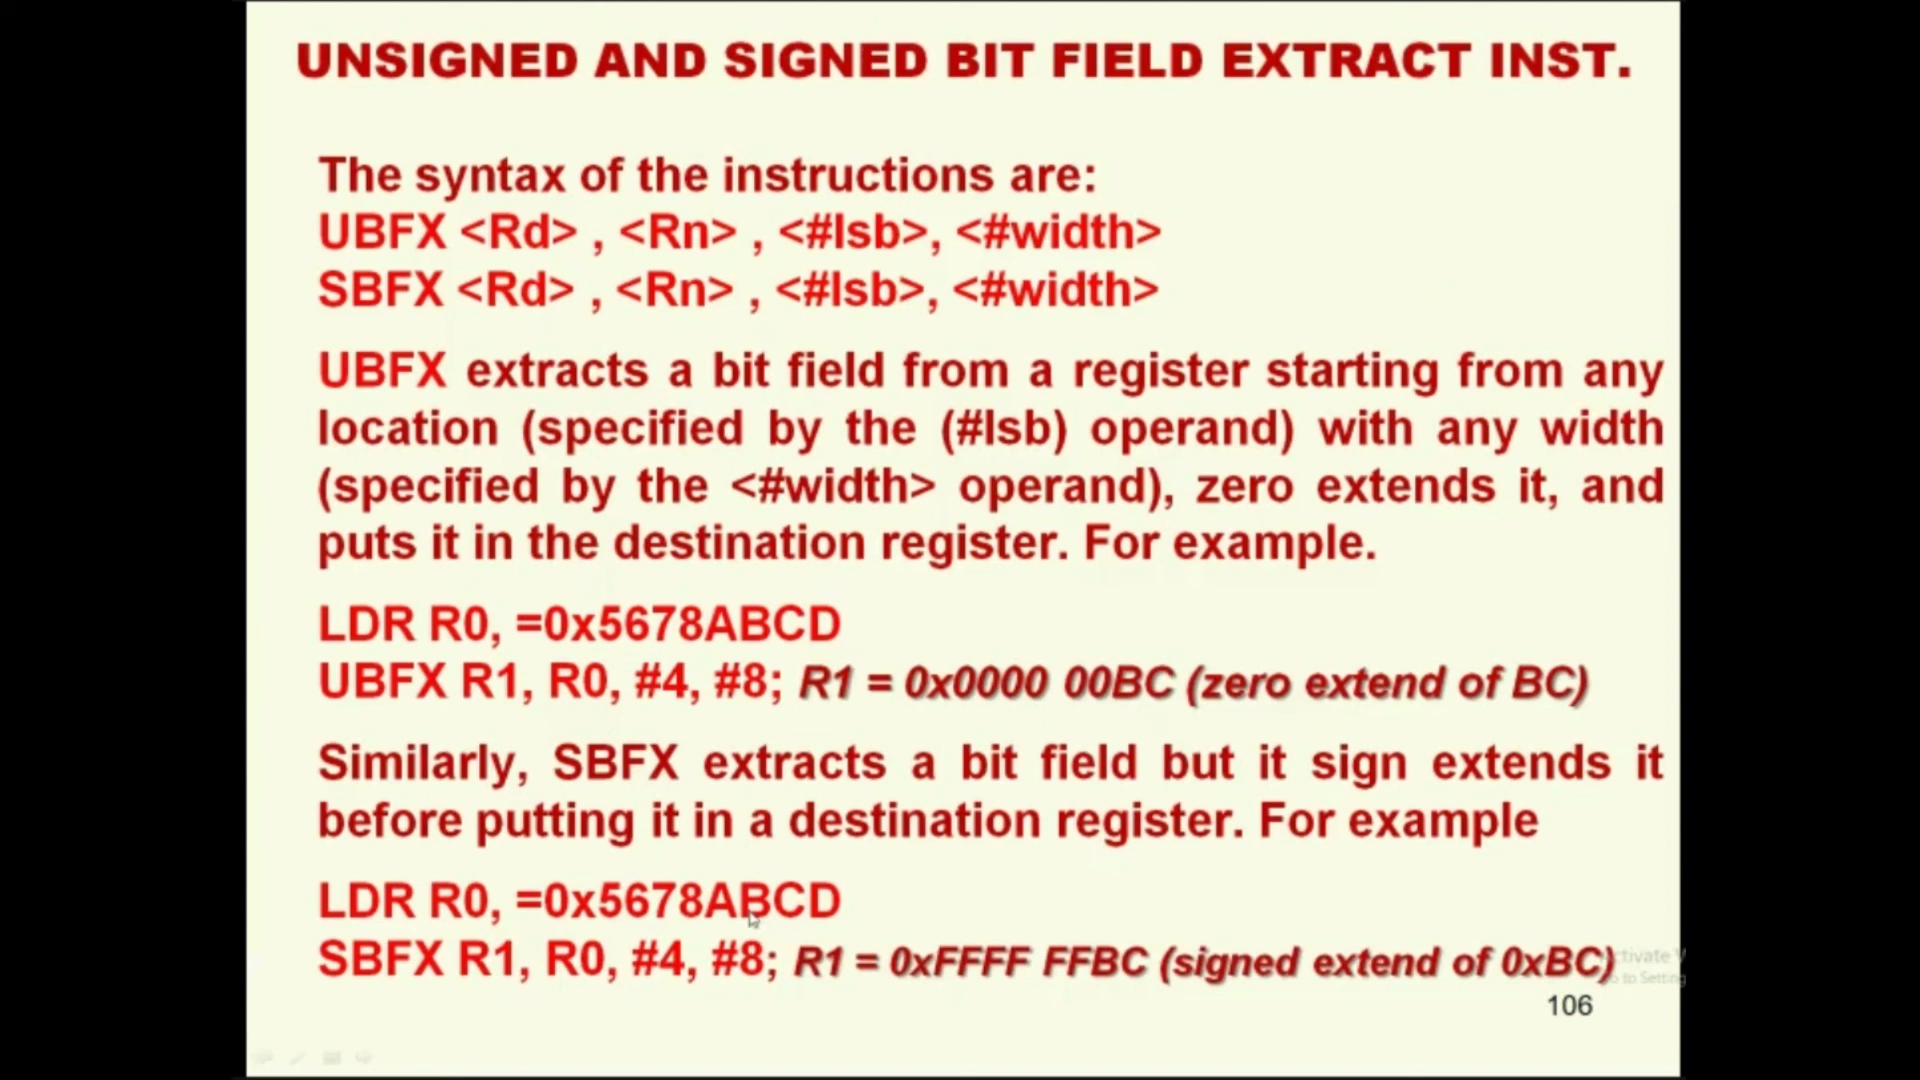 UNSIGNED AND SIGNED BIT FIELD EXTRACT INST.
The syntax of the instructions are:
UBFX <Rd> , <Rn> , <#lsb>, <#width>
SBFX <Rd> , <Rn> , <#lsb>, <#width>
UBFX extracts a bit field from a register starting from any
location (specified by the (#lsb) operand) with any width
(specified by the <#width> operand), zero extends it, and
puts it in the destination register. For example.
LDR R0, =0x5678ABCD
UBFX R1, R0, #4, #8; R1 = 0x0000 00BC (zero extend of BC)
Similarly, SBFX extracts a bit field but it sign extends it
before putting it in a destination register. For example
LDR R0, =0x5678ABCD
SBFX R1, R0, #4, #8; R1 = 0xFFFF FFBC (signed extend of 0xBC)
106